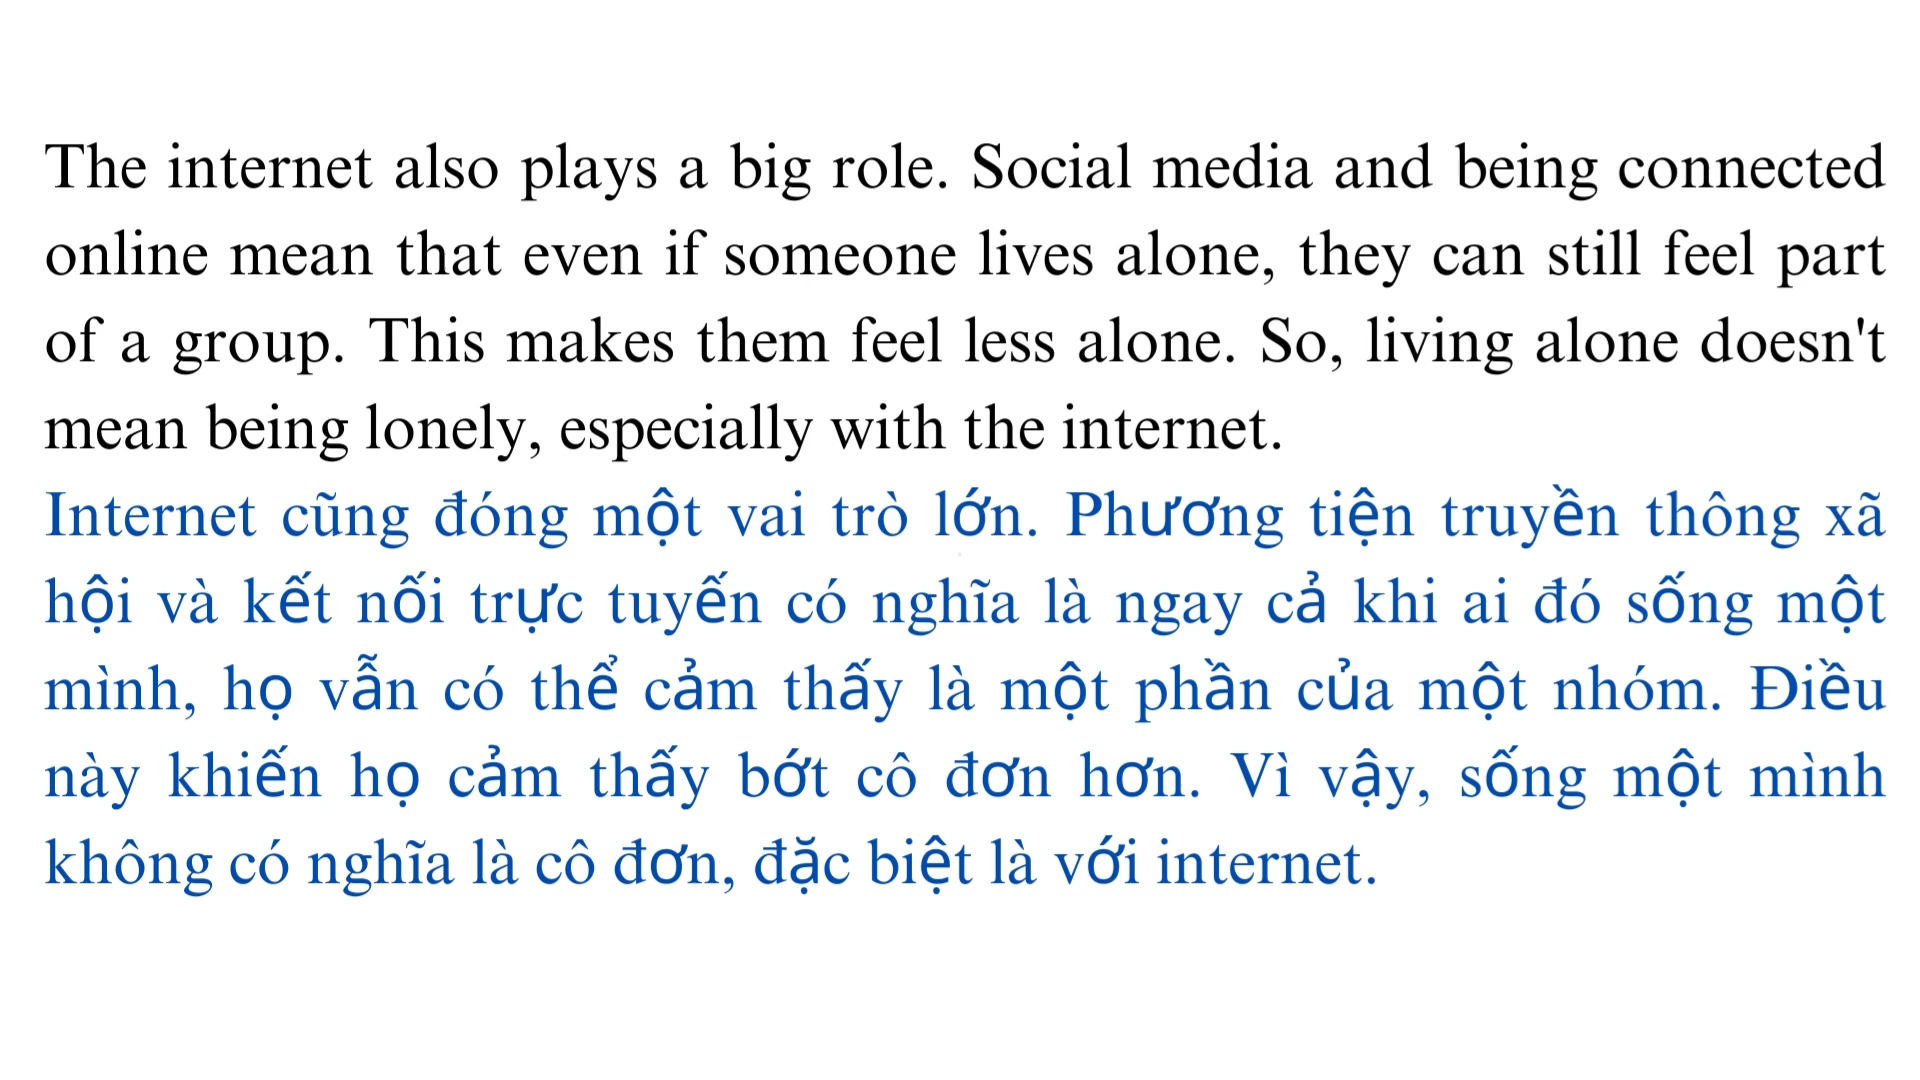 The internet also plays a big role. Social media and being connected
online mean that even if someone lives alone, they can still feel part
of a group. This makes them feel less alone. So, living alone doesn't
mean being lonely, especially with the internet.
Internet cũng đóng một vai trò lớn. Phương tiện truyền thông xã
hội và kết nối trực tuyến có nghĩa là ngay cả khi ai đó sống một
mình, họ vẫn có thể cảm thấy là một phần của một nhóm. Điều
này khiến họ cảm thấy bớt cô đơn hơn. Vì vậy, sống một mình
không có nghĩa là cô đơn, đặc biệt là với internet.